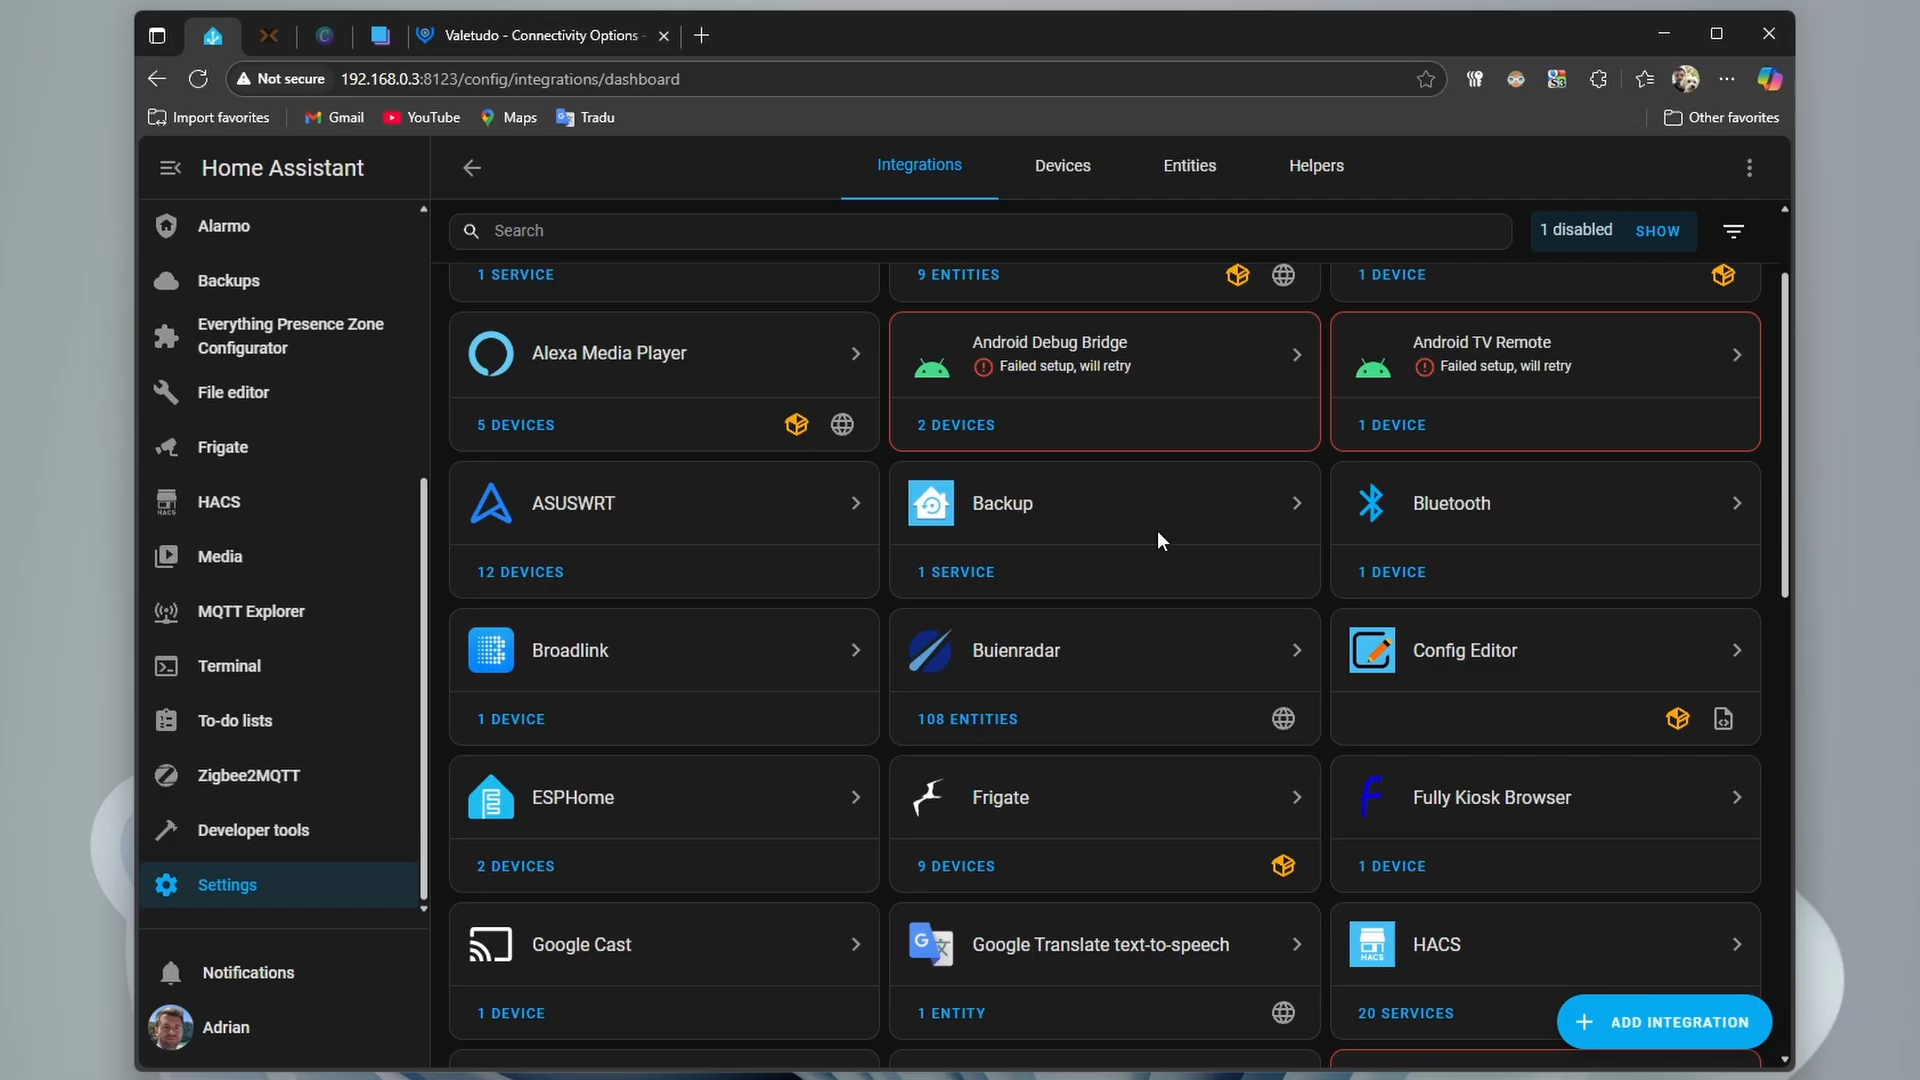 Valetudo - Connectivity Options -
Not secure
192.168.0.3:8123/config/integrations/dashboard
Import favorites
Gmail
YouTube
Maps
Tradu
Other favorites
Home Assistant
Integrations
Devices
Entities
Helpers
Search
1 disabled
SHOW
Alarmo
Backups
Everything Presence Zone
Configurator
File editor
Frigate
HACS
Media
MQTT Explorer
Terminal
To-do lists
Zigbee2MQTT
Developer tools
Settings
Notifications
Adrian
1 SERVICE
9 ENTITIES
1 DEVICE
Alexa Media Player
5 DEVICES
Android Debug Bridge
Failed setup, will retry
2 DEVICES
Android TV Remote
Failed setup, will retry
1 DEVICE
ASUSWRT
12 DEVICES
Backup
1 SERVICE
Bluetooth
1 DEVICE
Broadlink
1 DEVICE
Buienradar
108 ENTITIES
Config Editor
ESPHome
2 DEVICES
Frigate
9 DEVICES
Fully Kiosk Browser
1 DEVICE
Google Cast
1 DEVICE
Google Translate text-to-speech
1 ENTITY
HACS
HACS
20 SERVICES
ADD INTEGRATION